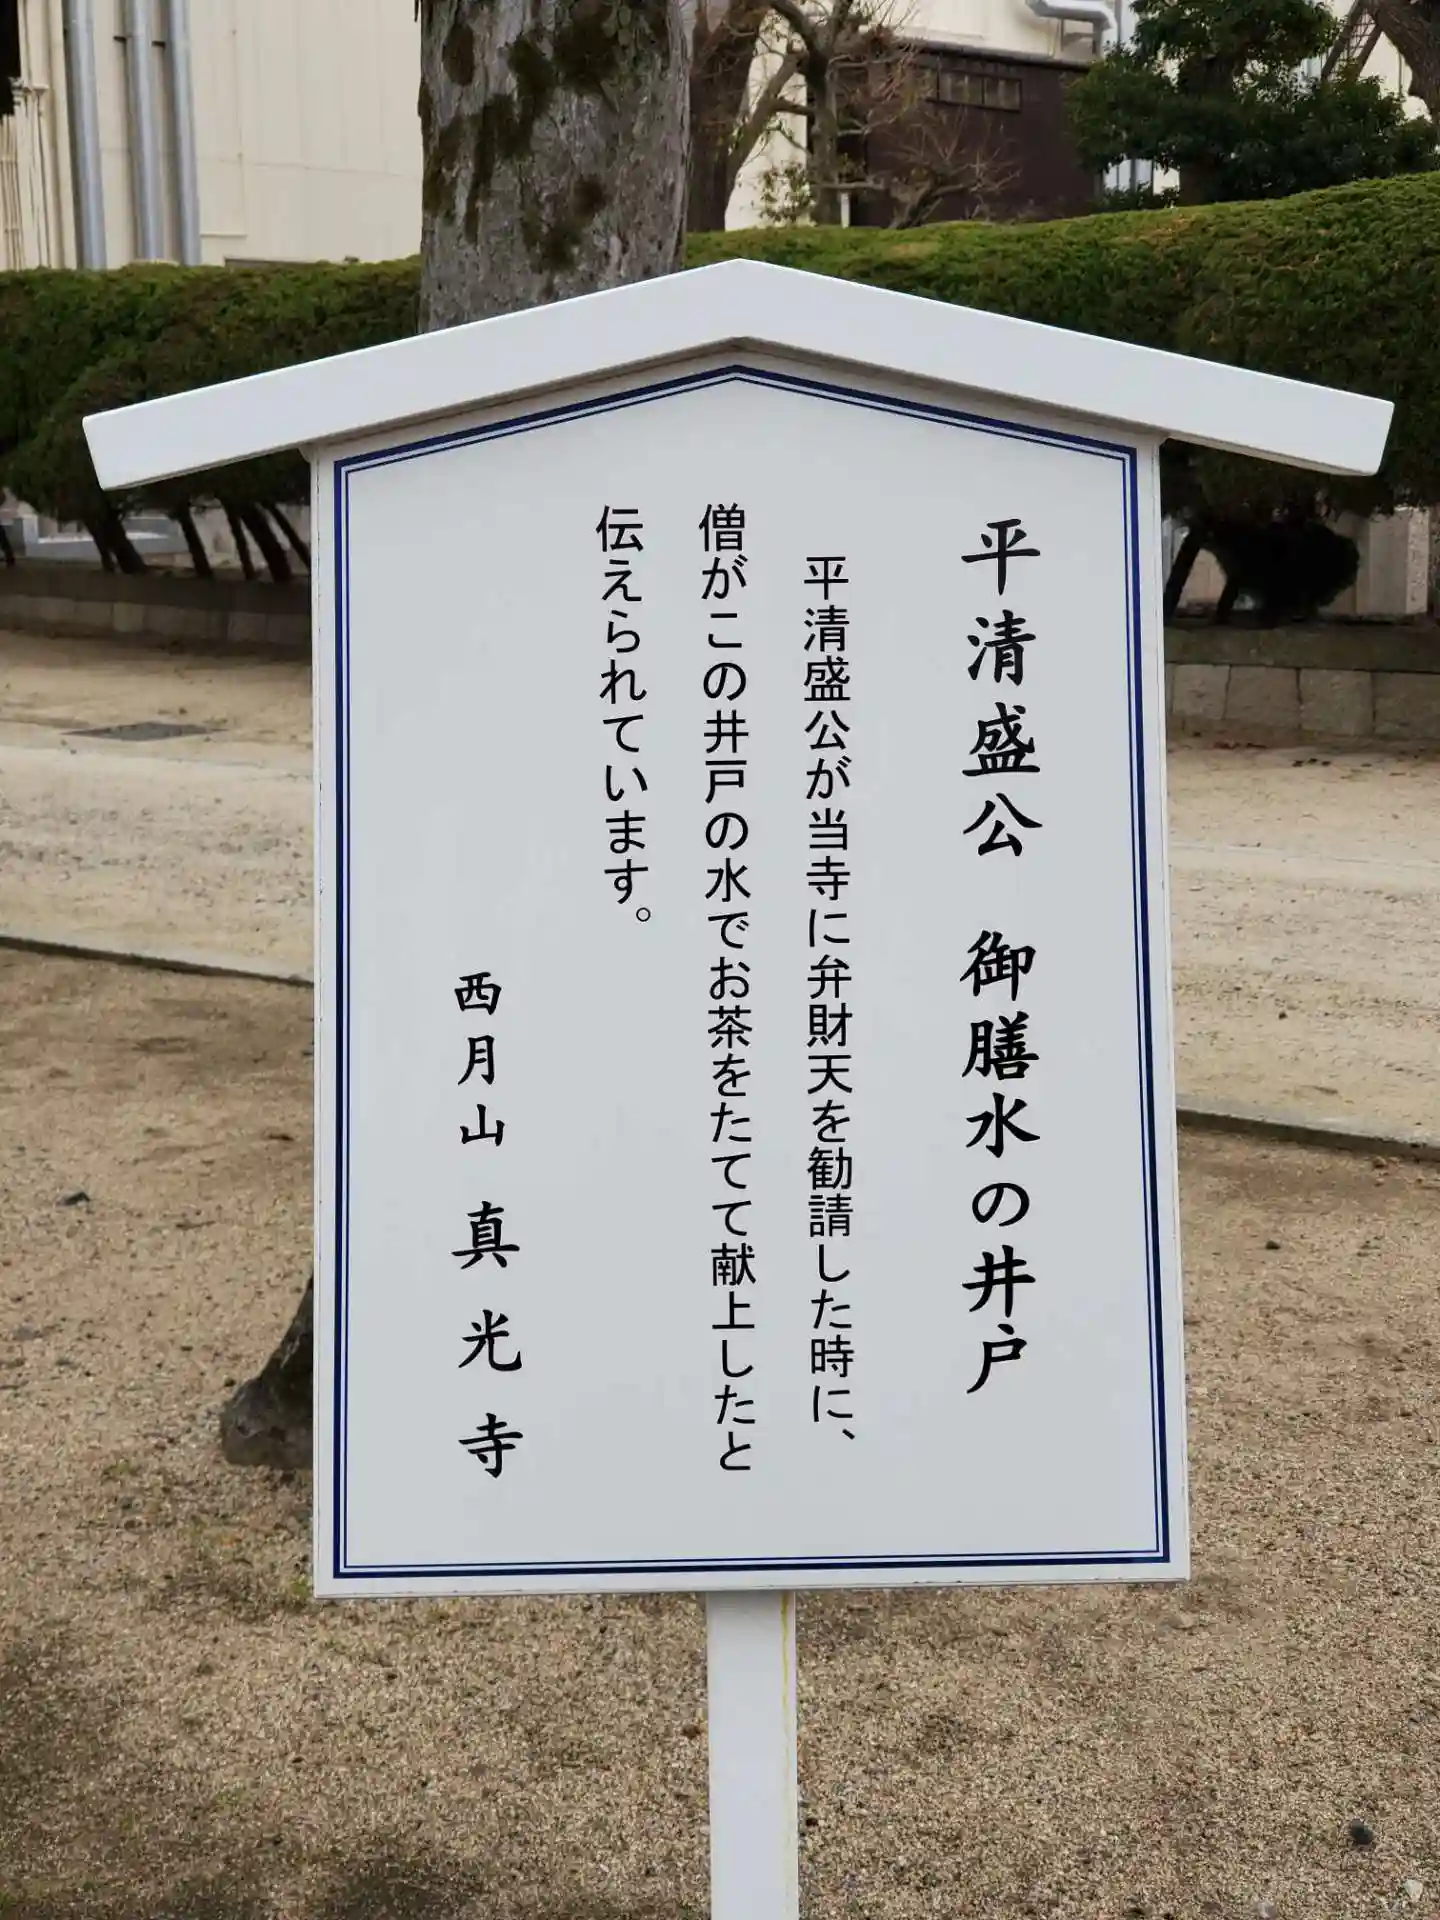 平清盛公　御膳水の井戸
平清盛公が当寺に弁財天を勧請した時に、
僧がこの井戸の水でお茶をたてて献上したと
伝えられています。
西月山　真光寺